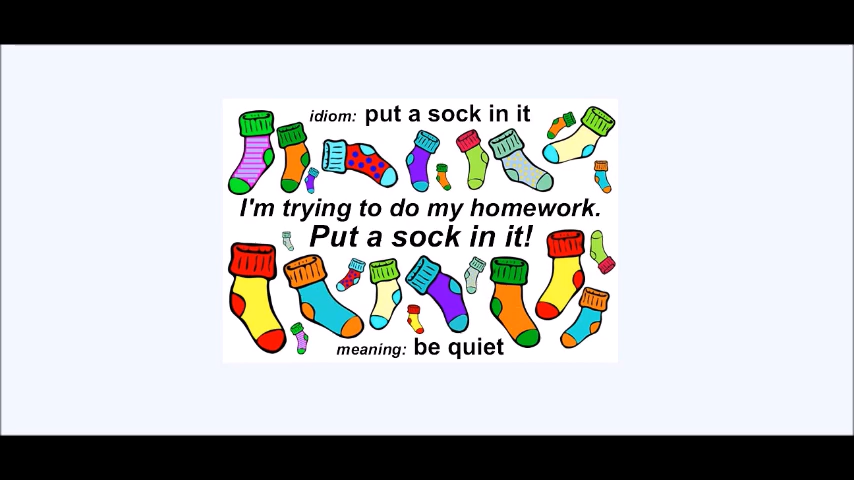 idiom: put a sock in it
I'm trying to do my homework.
Put a sock in it!
meaning: be quiet